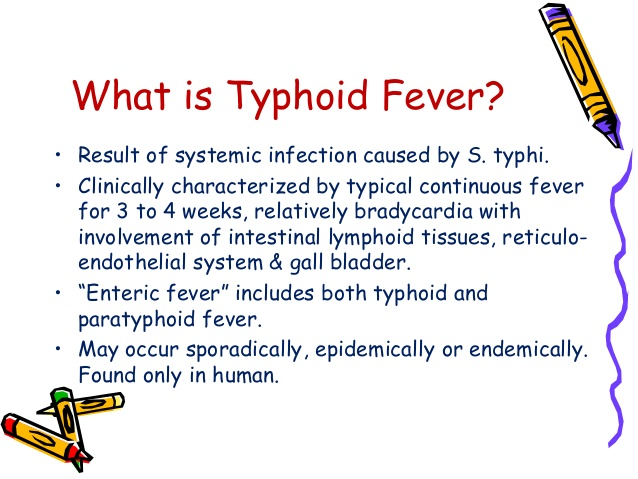 What is Typhoid Fever?
• Result of systemic infection caused by S. typhi.
• Clinically characterized by typical continuous fever
for 3 to 4 weeks, relatively bradycardia with
involvement of intestinal lymphoid tissues, reticulo-
endothelial system & gall bladder.
• “Enteric fever” includes both typhoid and
paratyphoid fever.
• May occur sporadically, epidemically or endemically.
Found only in human.